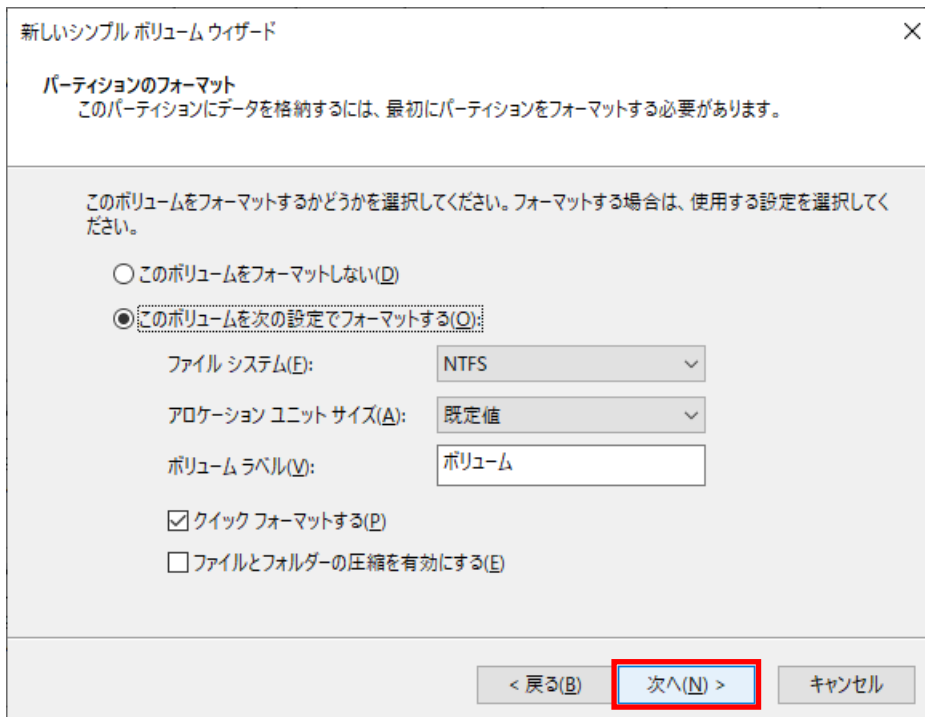 新しいシンプル ボリューム ウィザード
パーティションのフォーマット
このパーティションにデータを格納するには、最初にパーティションをフォーマットする必要があります。
このボリュームをフォーマットするかどうかを選択してください。フォーマットする場合は、使用する設定を選択してく
ださい。
このボリュームをフォーマットしない(D)
このボリュームを次の設定でフォーマットする(O):
ファイル システム(F): NTFS
アロケーション ユニット サイズ(A): 既定値
ボリューム ラベル(V): ボリューム
クイック フォーマットする(P)
ファイルとフォルダーの圧縮を有効にする(E)
< 戻る(B) 次へ(N) > キャンセル